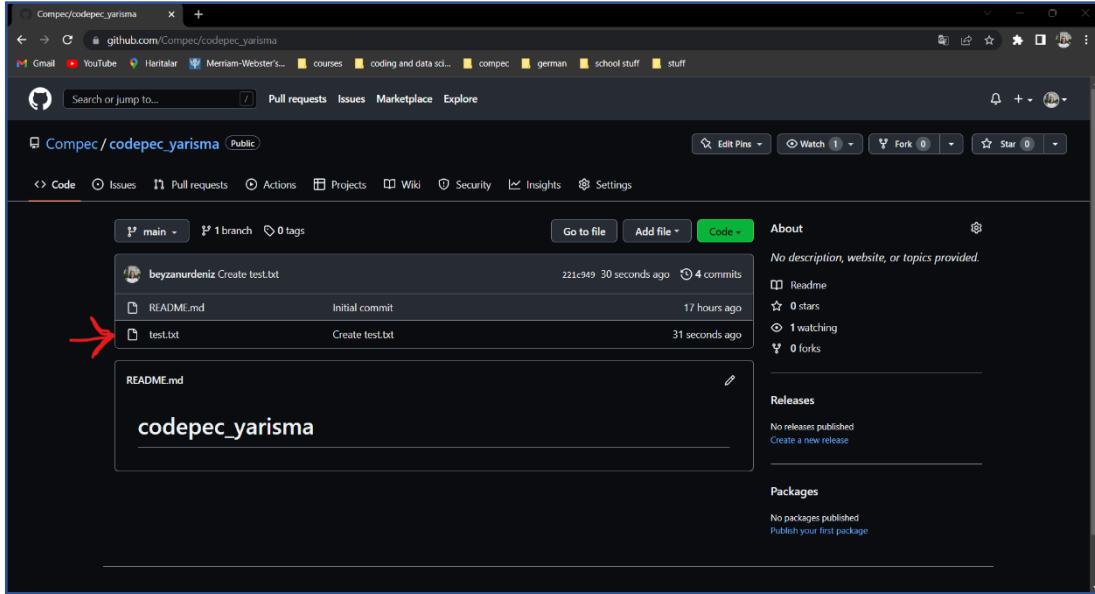 Compec/codepec_yarisma
github.com/Compec/codepec_yarisma
Gmail YouTube Haritalar Merriam-Webster's... courses coding and data sci... compec german school stuff stuff
Search or jump to... / Pull requests Issues Marketplace Explore
Compec / codepec_yarisma Public Edit Pins Watch 1 Fork 0 Star 0
Code Issues Pull requests Actions Projects Wiki Security Insights Settings
main 1 branch 0 tags Go to file Add file Code
beyzanurdeniz Create test.txt 221c949 30 seconds ago 4 commits
README.md Initial commit 17 hours ago
test.txt Create test.txt 31 seconds ago
README.md
codepec_yarisma
About
No description, website, or topics provided.
Readme
0 stars
1 watching
0 forks
Releases
No releases published
Create a new release
Packages
No packages published
Publish your first package